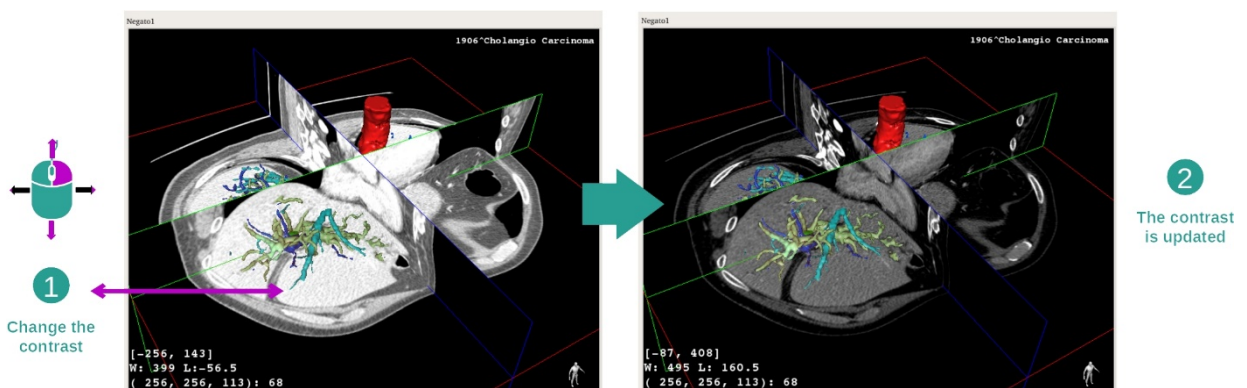 Negato1
1906^Cholangio Carcinoma
1
Change the
contrast
[-256, 143]
W: 399 L:-56.5
( 256, 256, 113): 68
Negato1
1906^Cholangio Carcinoma
[-87, 408]
W: 495 L: 160.5
( 256, 256, 113): 68
2
The contrast
is updated